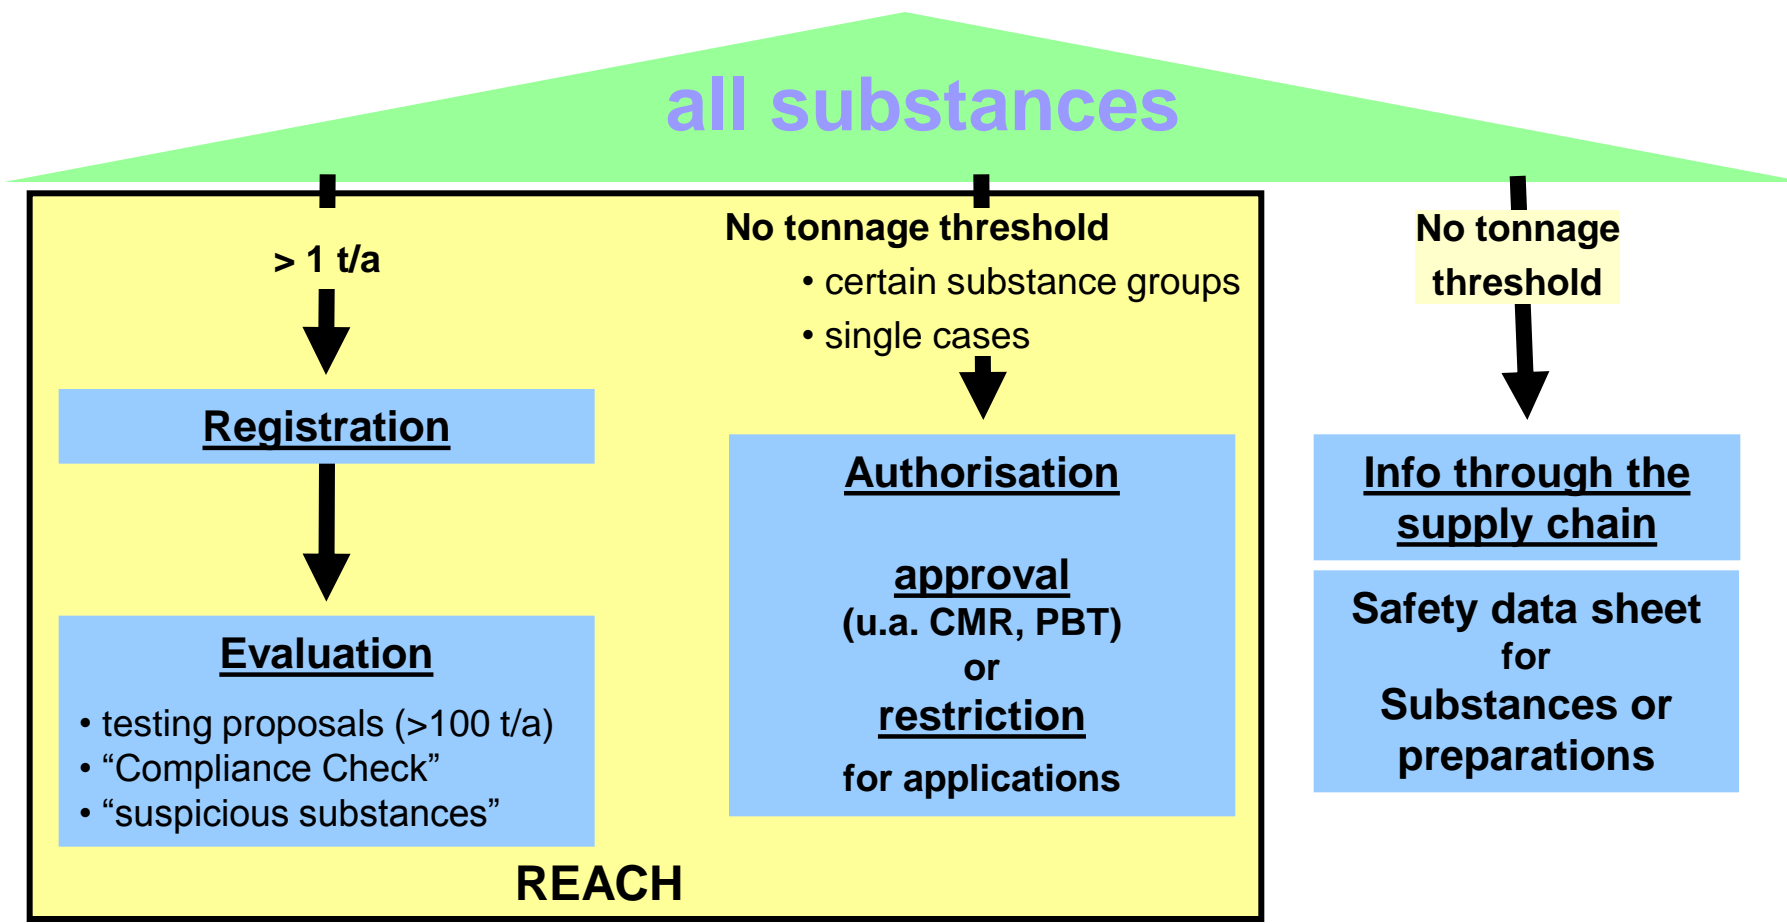 all substances
> 1 t/a
Registration
Evaluation
• testing proposals (>100 t/a)
• “Compliance Check”
• “suspicious substances”
No tonnage threshold
• certain substance groups
• single cases
Authorisation
approval
(u.a. CMR, PBT)
or
restriction
for applications
REACH
No tonnage
threshold
Info through the
supply chain
Safety data sheet
for
Substances or
preparations